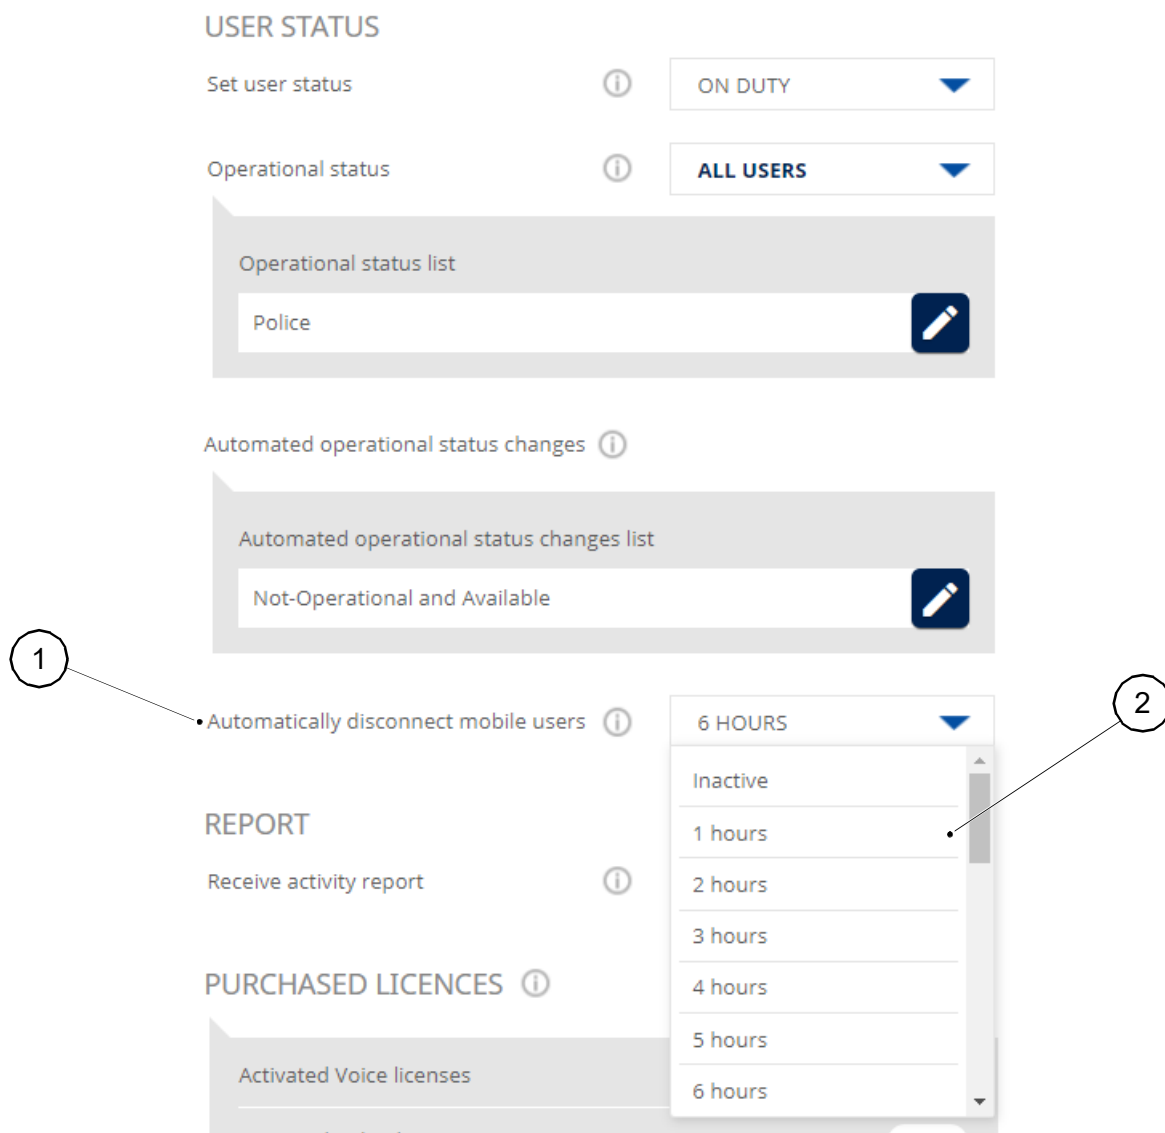 USER STATUS
Set user status
ON DUTY
Operational status
ALL USERS
Operational status list
Police
Automated operational status changes
Automated operational status changes list
Not-Operational and Available
1
2
Automatically disconnect mobile users
6 HOURS
Inactive
REPORT
1 hours
Receive activity report
2 hours
3 hours
PURCHASED LICENCES
4 hours
5 hours
Activated Voice licenses
6 hours